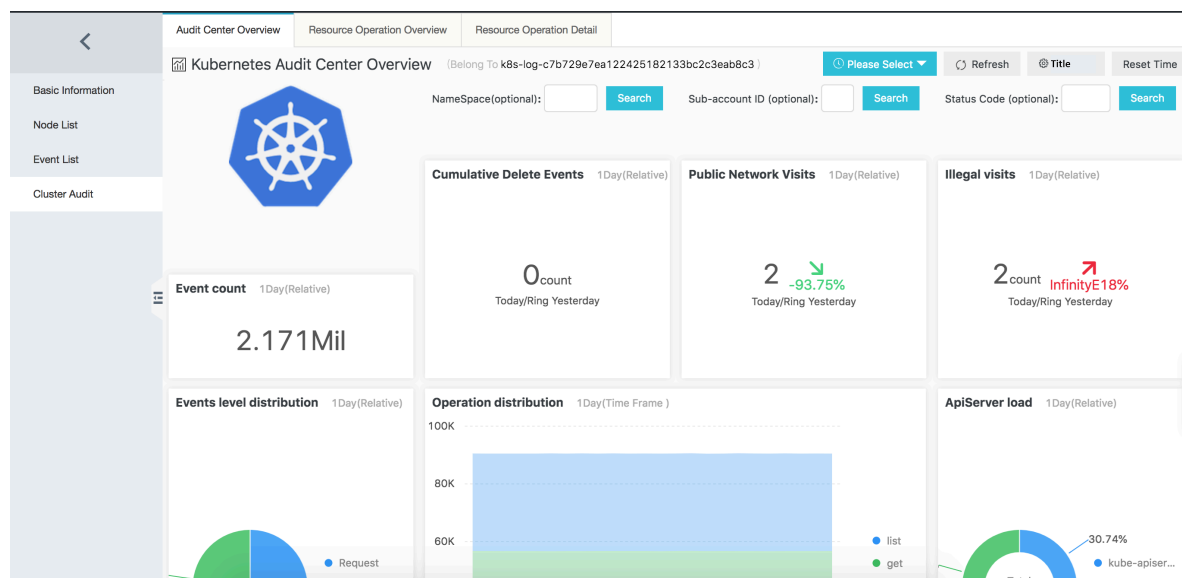 Audit Center Overview
Resource Operation Overview
Resource Operation Detail
Kubernetes Audit Center Overview (Belong To k8s-log-c7b729e7ea122425182133bc2c3eab8c3 )
Please Select
Refresh
Title
Reset Time
Basic Information
Node List
Event List
Cluster Audit
NameSpace(optional):
Search
Sub-account ID (optional):
Search
Status Code (optional):
Search
Cumulative Delete Events 1Day(Relative)
0count
Today/Ring Yesterday
Public Network Visits 1Day(Relative)
2 -93.75%
Today/Ring Yesterday
Illegal visits 1Day(Relative)
2count InfinityE18%
Today/Ring Yesterday
Event count 1Day(Relative)
2.171Mil
Events level distribution 1Day(Relative)
Request
Operation distribution 1Day(Time Frame )
100K
80K
60K
list
get
ApiServer load 1Day(Relative)
30.74%
kube-apiser...